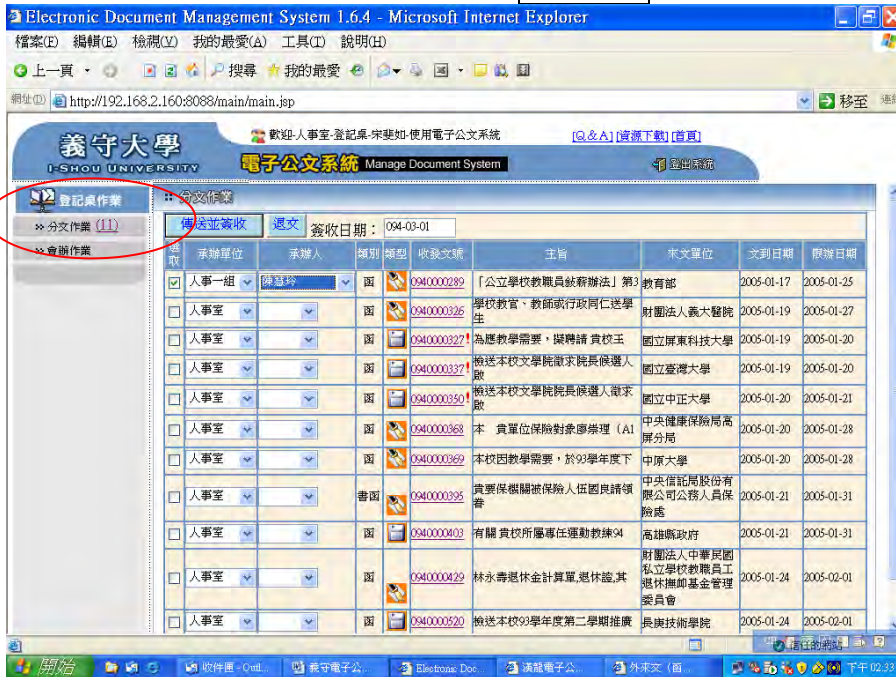 Electronic Document Management System 1.6.4 - Microsoft Internet Explorer
檔案(F) 編輯(E) 檢視(V) 我的最愛(A) 工具(T) 說明(H)
上一頁 搜尋 我的最愛
網址(D) http://192.168.2.160:8088/main/main.jsp 移至
義守大學
I-SHOU UNIVERSITY
歡迎-人事室-登記桌-宋斐如-使用電子公文系統 [Q & A] [資源下載] [首頁]
電子公文系統 Manage Document System 登出系統
登記桌作業
分文作業 (11)
會辦作業
分文作業
傳送並簽收 退文 簽收日期: 094-03-01
選取 承辦單位 承辦人 類別 類型 收發文號 主旨 來文單位 文到日期 限辦日期
人事一組 陳慧玲 函 0940000289 「公立學校教職員敍薪辦法」第3 教育部 2005-01-17 2005-01-25
人事室 函 0940000326 學校教官、教師或行政同仁送學生 財團法人義大醫院 2005-01-19 2005-01-27
人事室 函 0940000327! 為應教學需要,擬聘請 貴校王 國立屏東科技大學 2005-01-19 2005-01-20
人事室 函 0940000337! 檢送本校文學院徵求院長候選人啟 國立臺灣大學 2005-01-19 2005-01-20
人事室 函 0940000350! 檢送本校文學院院長候選人徵求啟 國立中正大學 2005-01-20 2005-01-21
人事室 函 0940000368 本 貴單位保險對象廖崇理(A1 中央健康保險局高屏分局 2005-01-20 2005-01-28
人事室 函 0940000369 本校因教學需要,於93學年度下 中原大學 2005-01-20 2005-01-28
人事室 書函 0940000395 貴要保機關被保險人伍國良請領眷 中央信託局股份有限公司公務人員保險處 2005-01-21 2005-01-31
人事室 函 0940000403 有關貴校所屬專任運動教練94 高雄縣政府 2005-01-21 2005-01-31
人事室 函 0940000429 林永壽退休金計算單,退休證,其 財團法人中華民國私立學校教職員工退休撫卹基金管理委員會 2005-01-24 2005-02-01
人事室 函 0940000520 檢送本校93學年度第二學期推廣 長庚技術學院 2005-01-24 2005-02-01
信任的網站
開始 收件匣 - Outl... 義守電子公... Electronic Doc... 漢龍電子公... 外來文(面... 下午 02:33